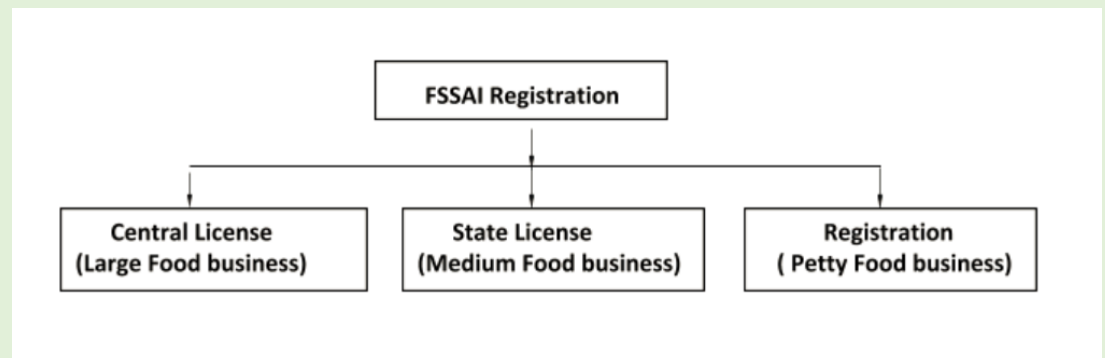 FSSAI Registration
Central License
(Large Food business)
State License
(Medium Food business)
Registration
( Petty Food business)